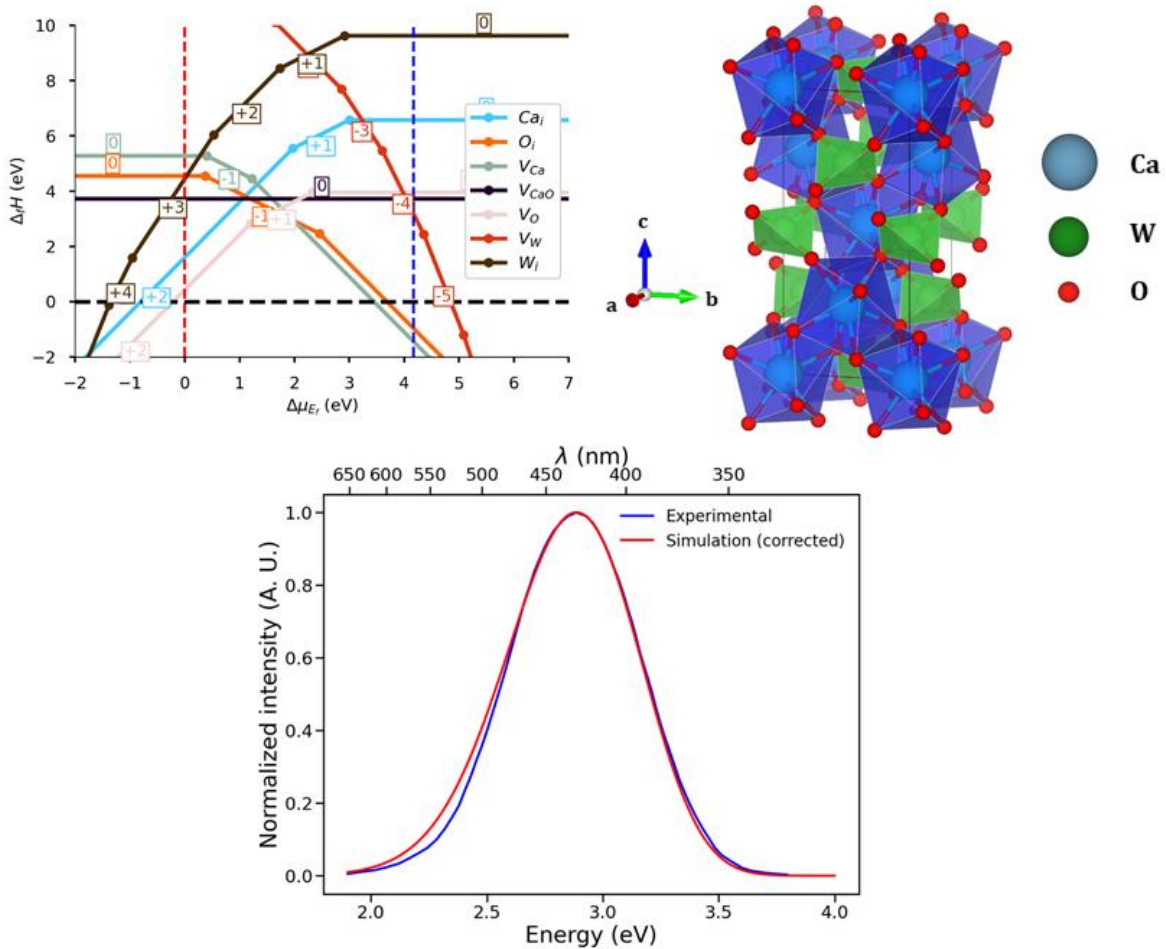 10
8
6
4
2
0
−2
Δ𝑓H (eV)
0
0
0
+1
+2
+3
+4
0
0
-1
+1
+2
-1
+1
+2
0
-3
-4
-5
Ca_i
O_i
V_Ca
V_CaO
V_O
V_W
W_i
−2 −1 0 1 2 3 4 5 6 7
Δμ_{E_f} (eV)
c
a
b
Ca
W
O
λ (nm)
650 600 550 500 450 400 350
Experimental
Simulation (corrected)
1.0
0.8
0.6
0.4
0.2
0.0
Normalized intensity (A. U.)
2.0 2.5 3.0 3.5 4.0
Energy (eV)